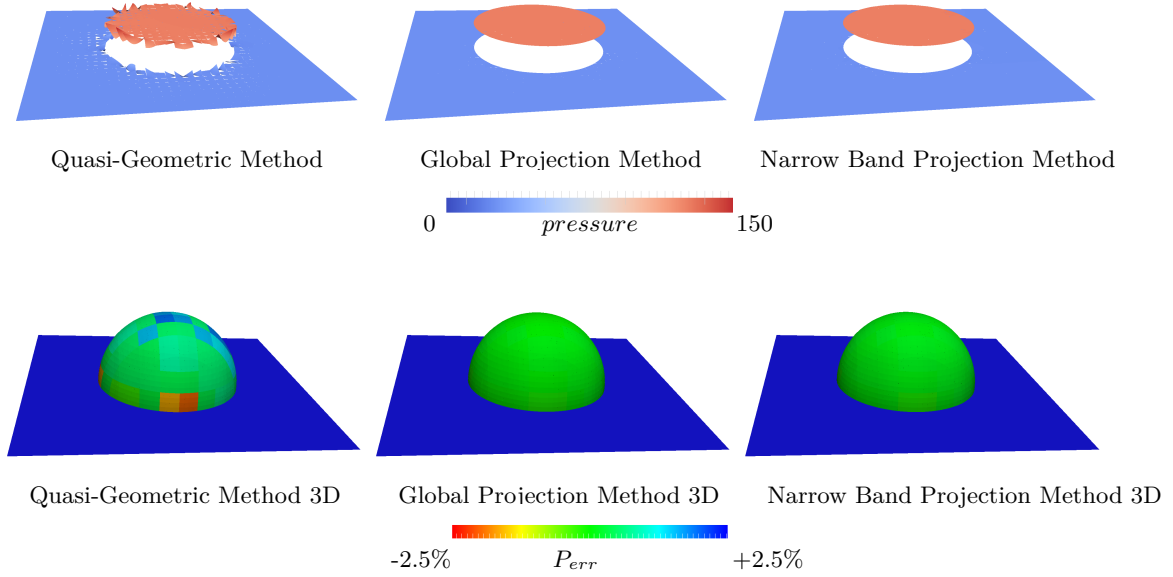 Quasi-Geometric Method
Global Projection Method
Narrow Band Projection Method
0 pressure 150
Quasi-Geometric Method 3D
Global Projection Method 3D
Narrow Band Projection Method 3D
-2.5% P_err +2.5%